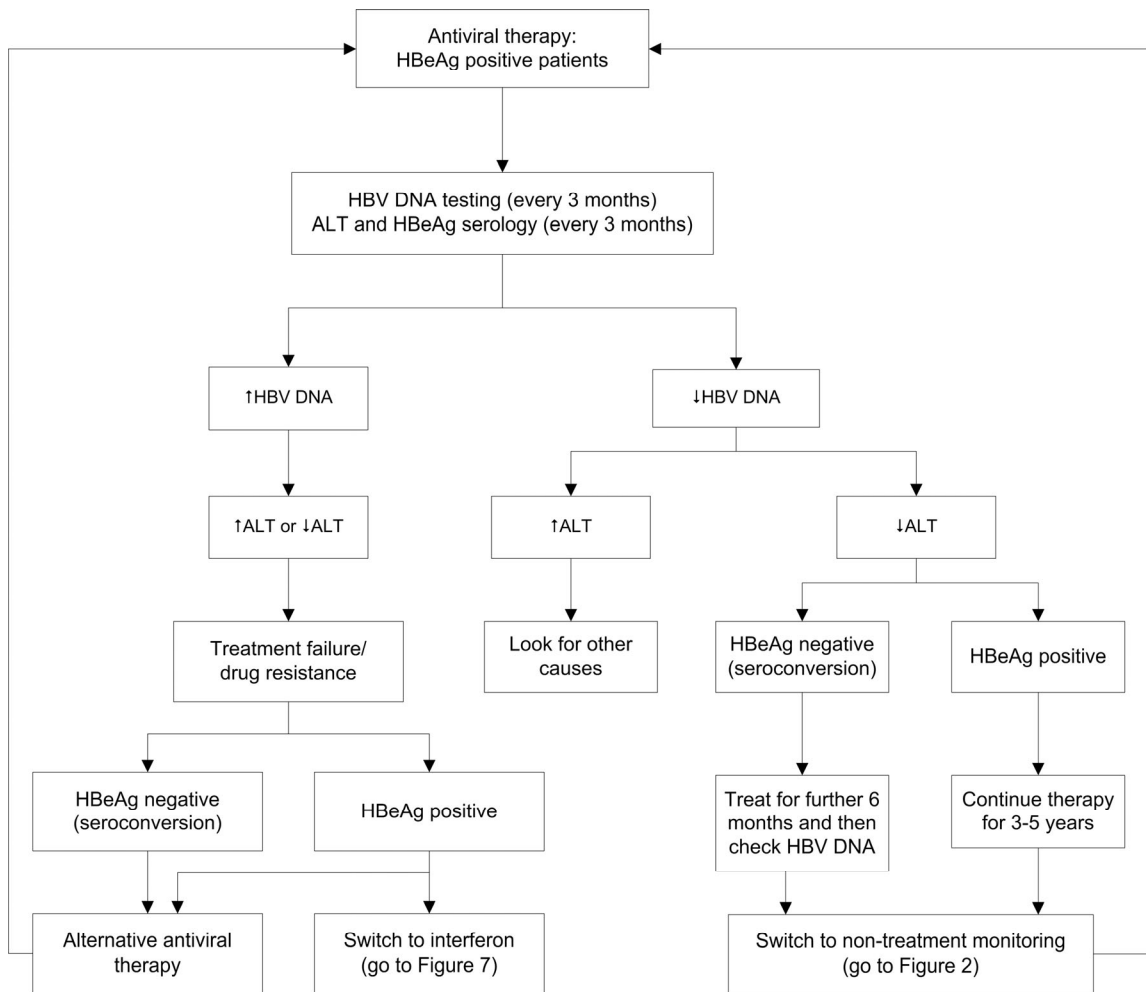 Antiviral therapy:
HBeAg positive patients
HBV DNA testing (every 3 months)
ALT and HBeAg serology (every 3 months)
↑HBV DNA
↓HBV DNA
↑ALT or ↓ALT
↑ALT
↓ALT
Treatment failure/
drug resistance
Look for other
causes
HBeAg negative
(seroconversion)
HBeAg positive
HBeAg negative
(seroconversion)
HBeAg positive
Treat for further 6
months and then
check HBV DNA
Continue therapy
for 3-5 years
Alternative antiviral
therapy
Switch to interferon
(go to Figure 7)
Switch to non-treatment monitoring
(go to Figure 2)